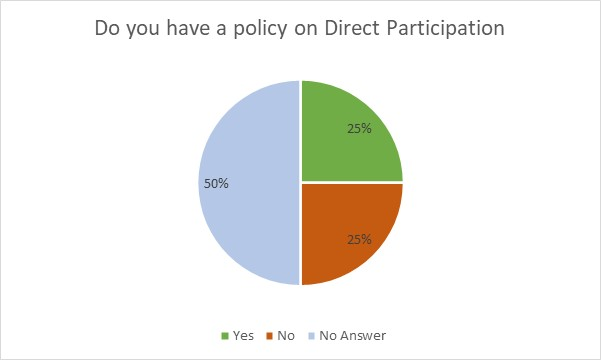 Do you have a policy on Direct Participation
25%
50%
25%
Yes No No Answer